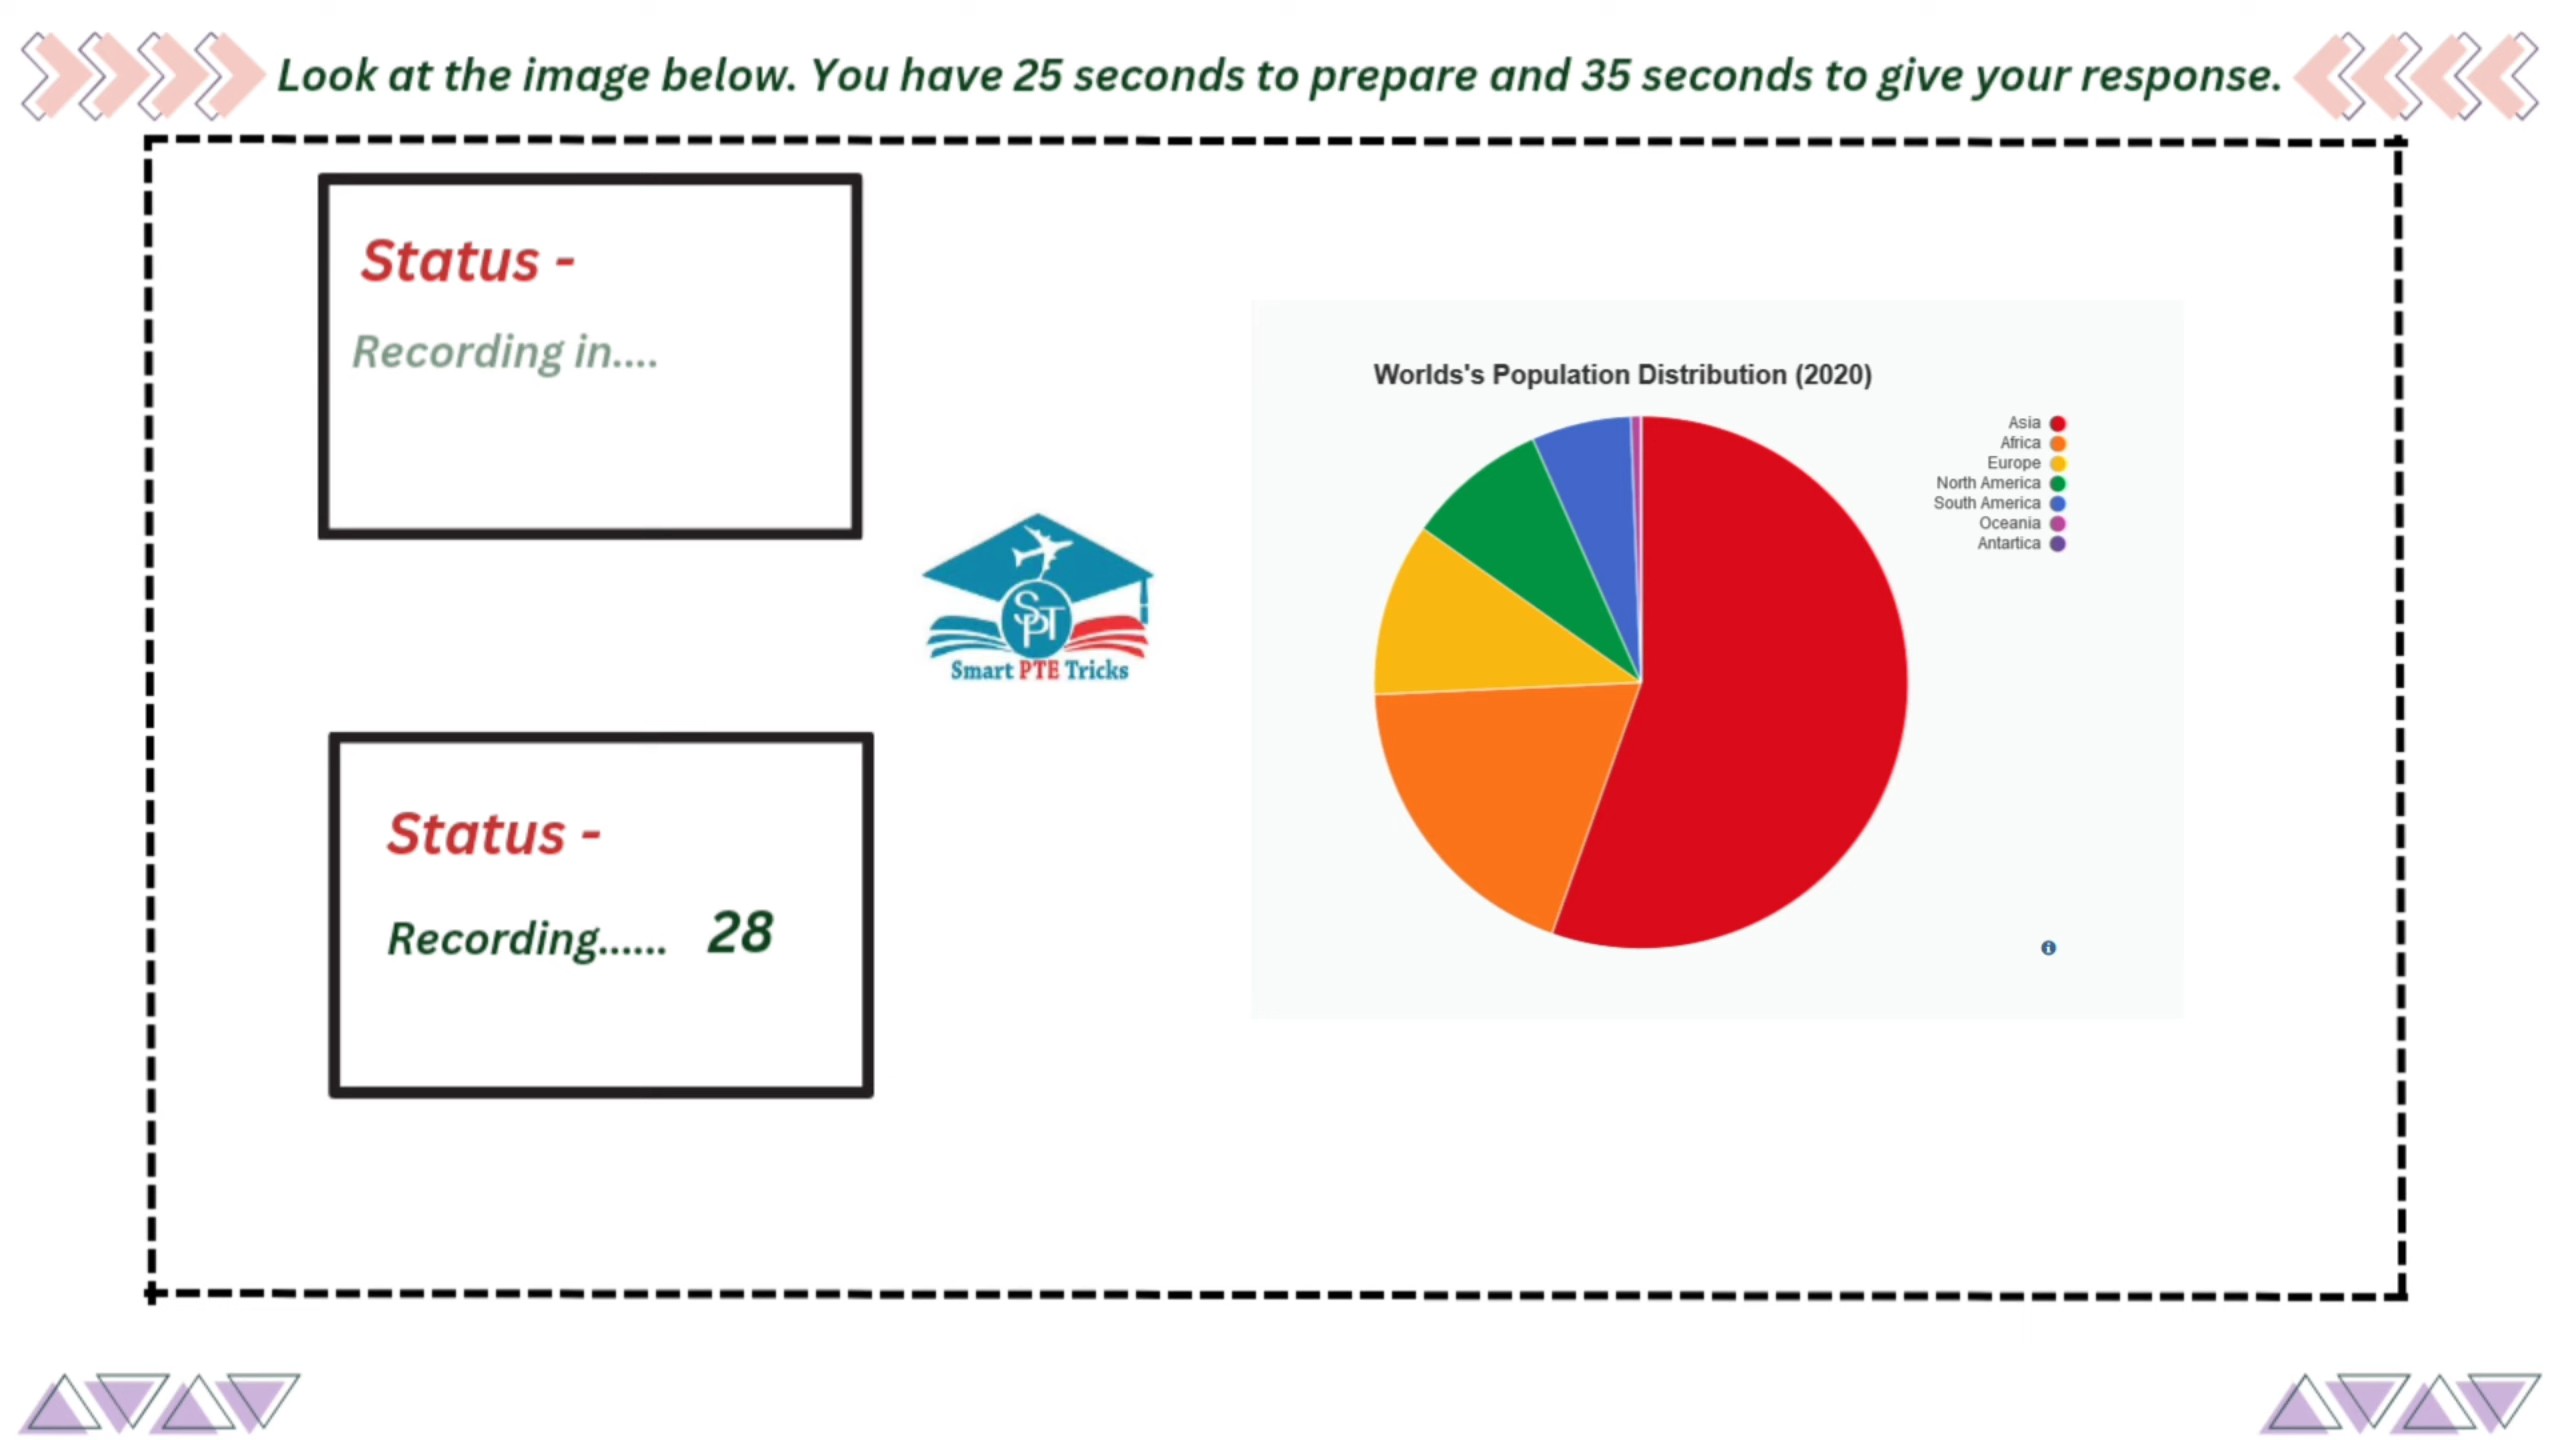 Look at the image below. You have 25 seconds to prepare and 35 seconds to give your response.
Status -
Recording in....
SPT
Smart PTE Tricks
Status -
Recording...... 28
Worlds's Population Distribution (2020)
Asia
Africa
Europe
North America
South America
Oceania
Antartica
i